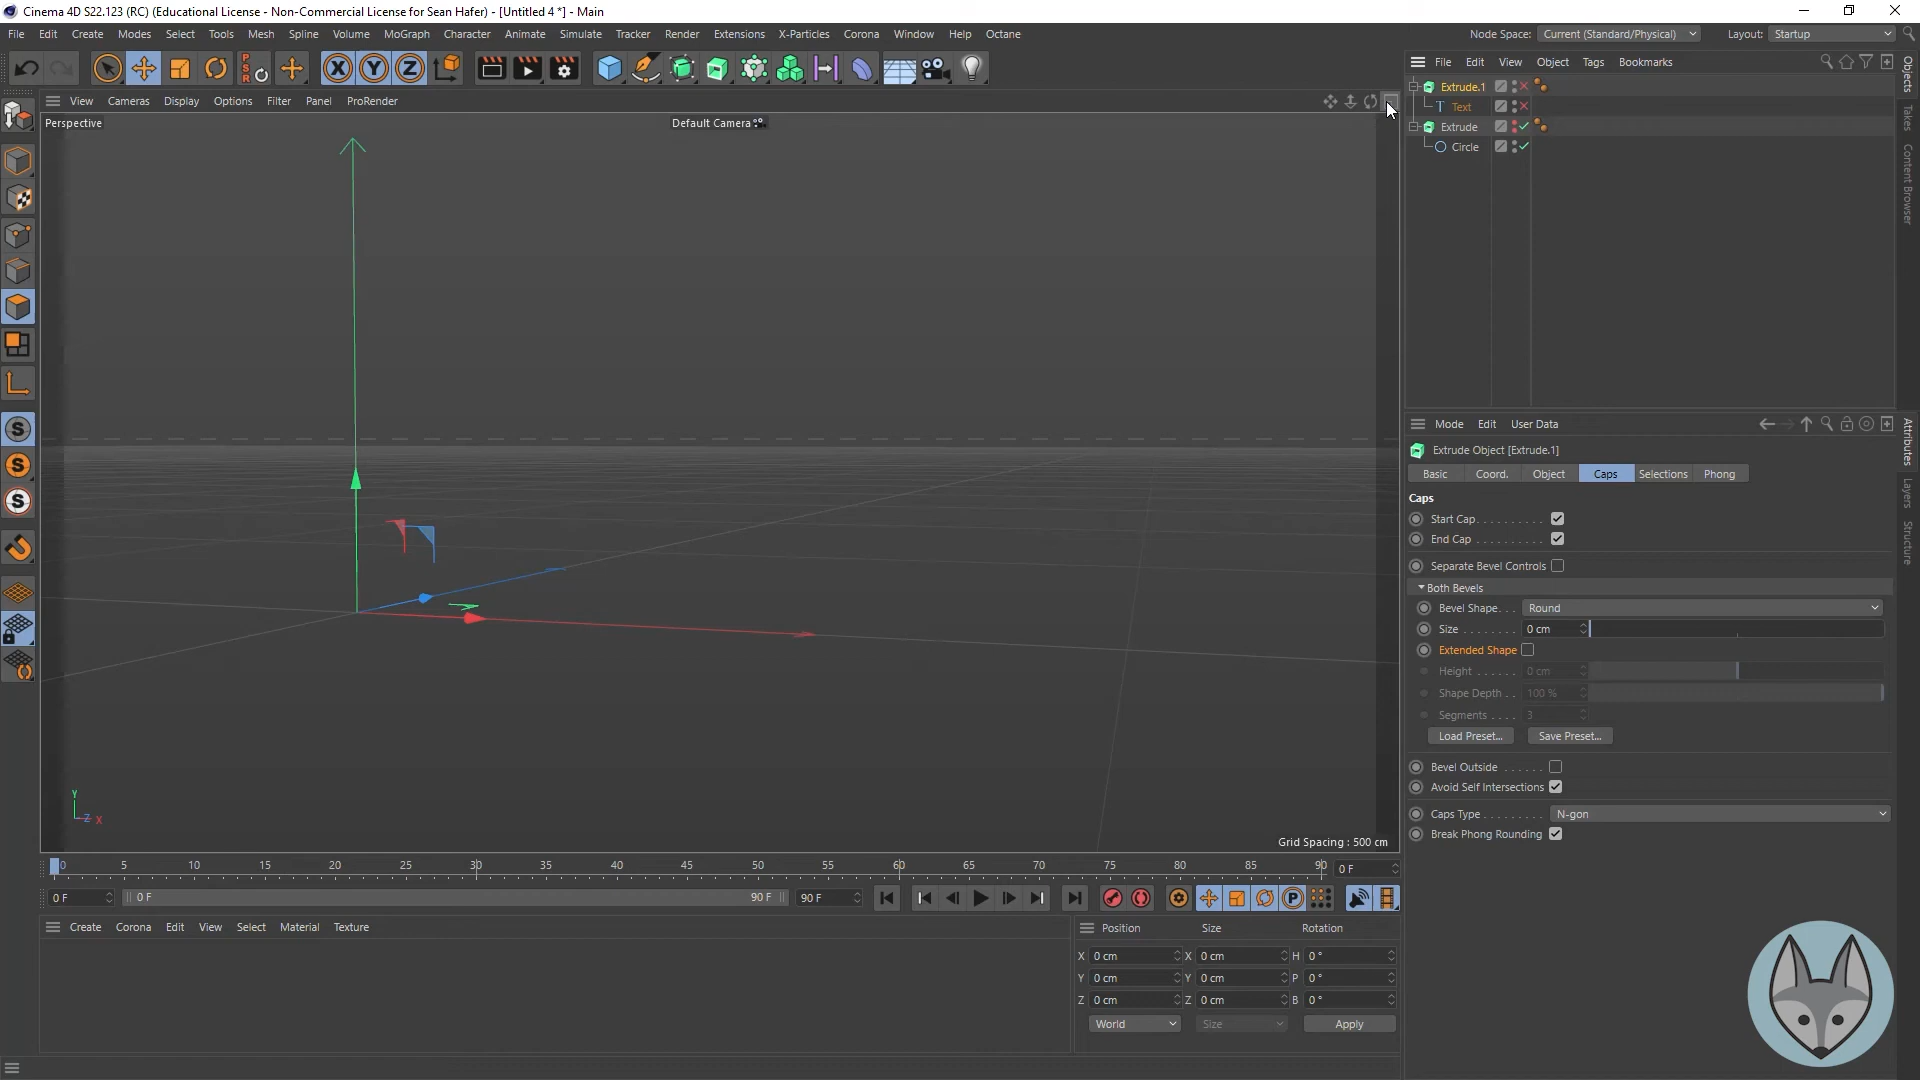 Cinema 4D S22.123 (RC) (Educational License - Non-Commercial License for Sean Hafer) - [Untitled 4 *] - Main
File Edit Create Modes Select Tools Mesh Spline Volume MoGraph Character Animate Simulate Tracker Render Extensions X-Particles Corona Window Help Octane
Node Space: Current (Standard/Physical) Layout: Startup
PSR X Y Z
File Edit View Object Tags Bookmarks
View Cameras Display Options Filter Panel ProRender
Perspective
Default Camera
Extrude.1
T Text
Extrude
Circle
Objects
Takes
Content Browser
S
S
S
Y
Z X
Grid Spacing : 500 cm
Mode Edit User Data
Extrude Object [Extrude.1]
Basic Coord. Object Caps Selections Phong
Caps
Start Cap
End Cap
Separate Bevel Controls
Both Bevels
Bevel Shape. Round
Size 0 cm
Extended Shape
Height 0 cm
Shape Depth 100 %
Segments 3
Load Preset... Save Preset...
Bevel Outside
Avoid Self Intersections
Caps Type N-gon
Break Phong Rounding
Attributes
Layers
Structure
0 5 10 15 20 25 30 35 40 45 50 55 60 65 70 75 80 85 90 0 F
0 F 0 F 90 F 90 F P
Create Corona Edit View Select Material Texture
Position Size Rotation
X 0 cm X 0 cm H 0 °
Y 0 cm Y 0 cm P 0 °
Z 0 cm Z 0 cm B 0 °
World Size Apply